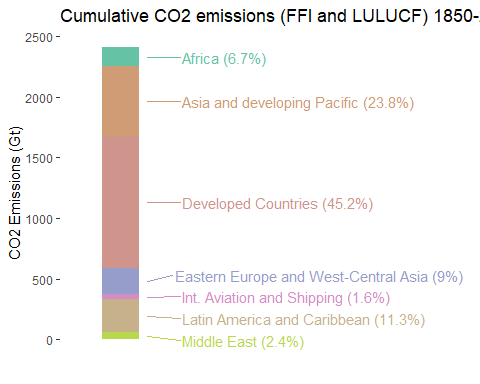 Cumulative CO2 emissions (FFI and LULUCF) 1850-
2500
2000
1500
1000
500
0
CO2 Emissions (Gt)
Africa (6.7%)
Asia and developing Pacific (23.8%)
Developed Countries (45.2%)
Eastern Europe and West-Central Asia (9%)
Int. Aviation and Shipping (1.6%)
Latin America and Caribbean (11.3%)
Middle East (2.4%)